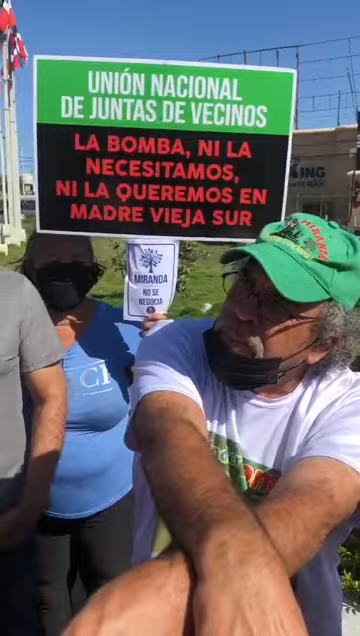 UNIÓN NACIONAL
DE JUNTAS DE VECINOS
LA BOMBA, NI LA
NECESITAMOS,
NI LA QUEREMOS EN
MADRE VIEJA SUR
MIRANDA
NO SE
NEGOCIA
MIRANDA